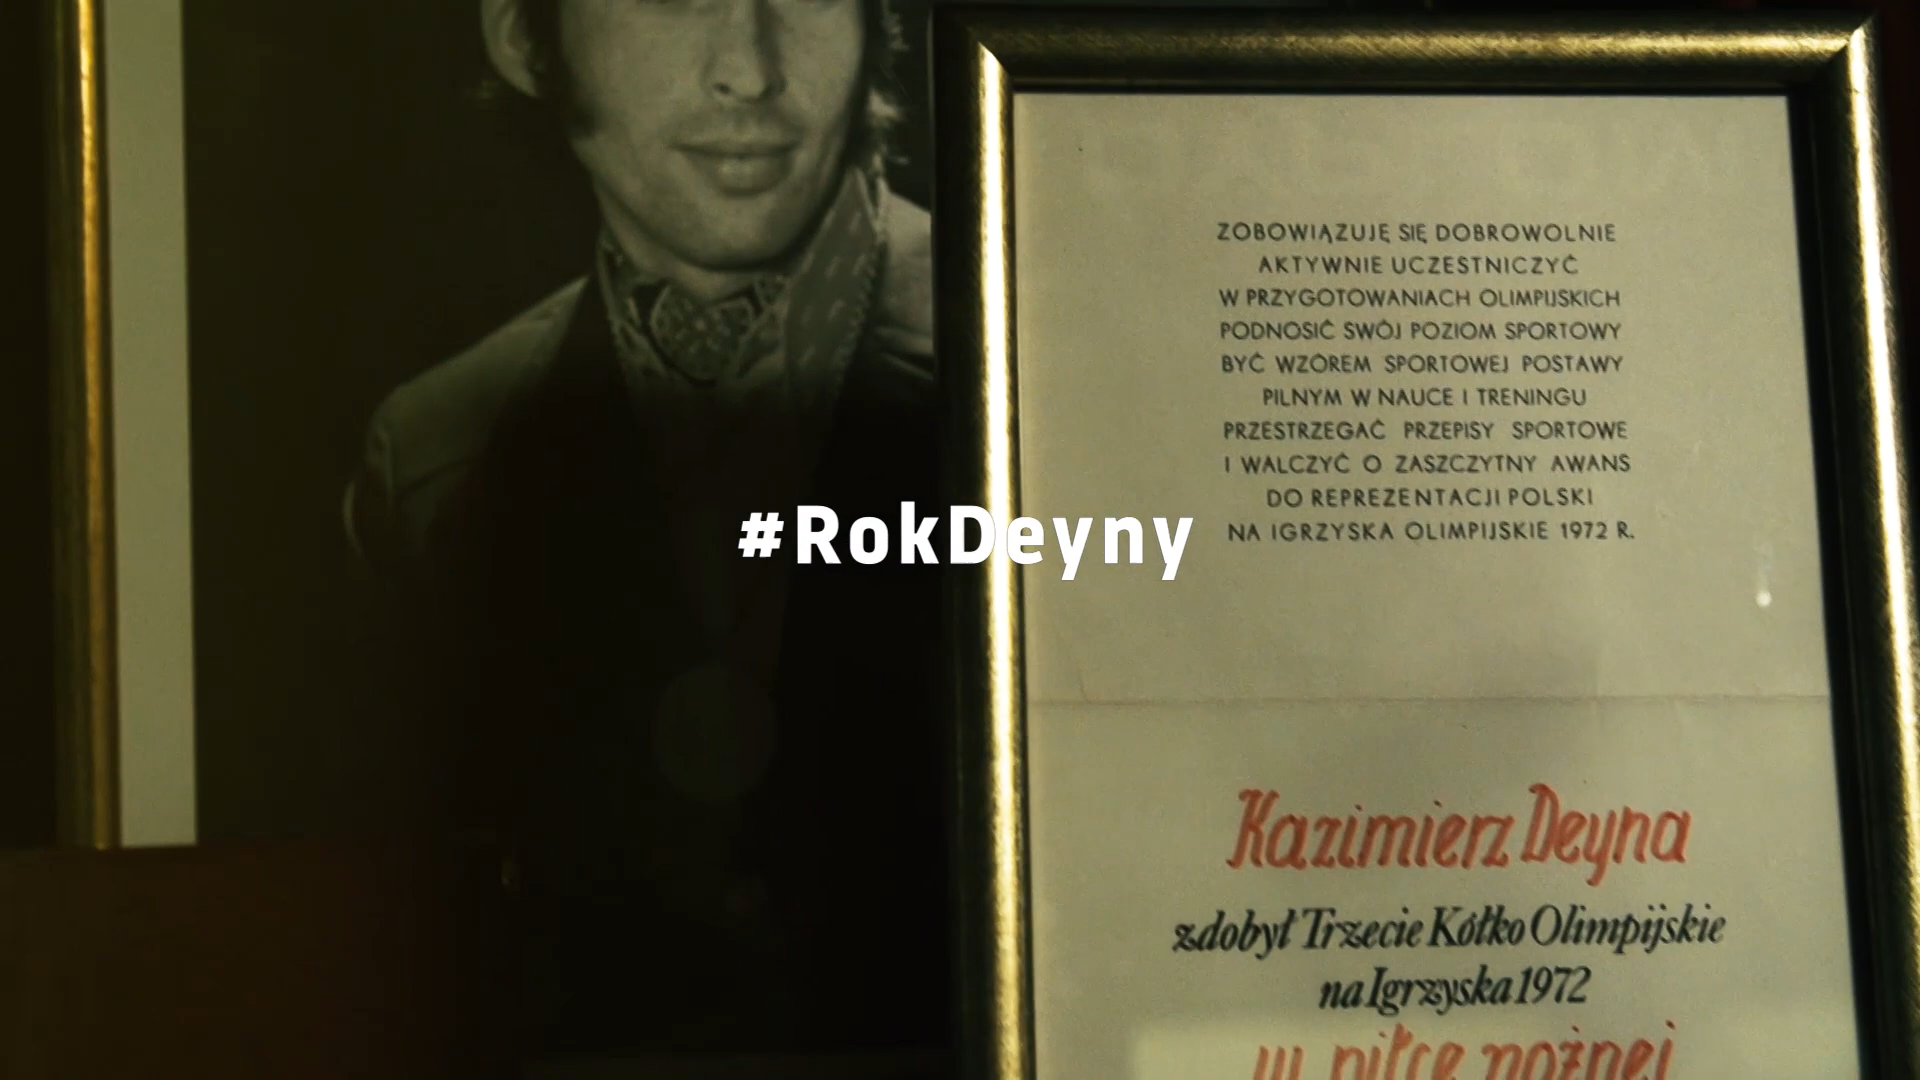 ZOBOWIĄZUJĘ SIĘ DOBROWOLNIE
AKTYWNIE UCZESTNICZYĆ
W PRZYGOTOWANIACH OLIMPIJSKICH
PODNOSIĆ SWÓJ POZIOM SPORTOWY
BYĆ WZOREM SPORTOWEJ POSTAWY
PILNYM W NAUCE I TRENINGU
PRZESTRZEGAĆ PRZEPISY SPORTOWE
I WALCZYĆ O ZASZCZYTNY AWANS
DO REPREZENTACJI POLSKI
NA IGRZYSKA OLIMPIJSKIE 1972 R.
#RokDeyny
Kazimierz Deyna
zdobył Trzecie Kółko Olimpijskie
na Igrzyska 1972
w piłce nożnej